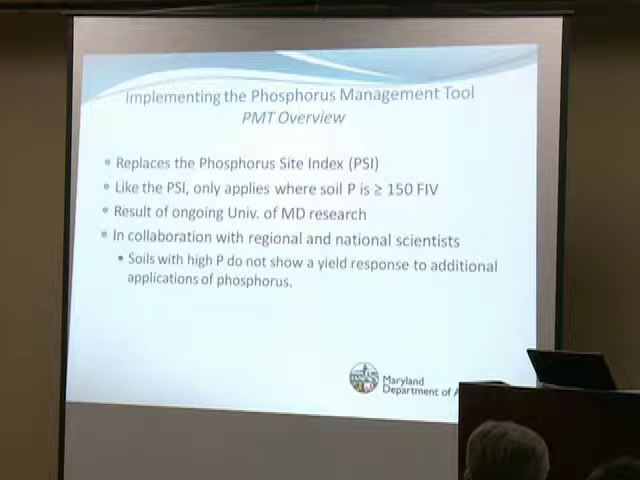 Implementing the Phosphorus Management Tool
PMT Overview
Replaces the Phosphorus Site Index (PSI)
Like the PSI, only applies where soil P is ≥ 150 FIV
Result of ongoing Univ. of MD research
In collaboration with regional and national scientists
Soils with high P do not show a yield response to additional
applications of phosphorus.
Maryland
Department of